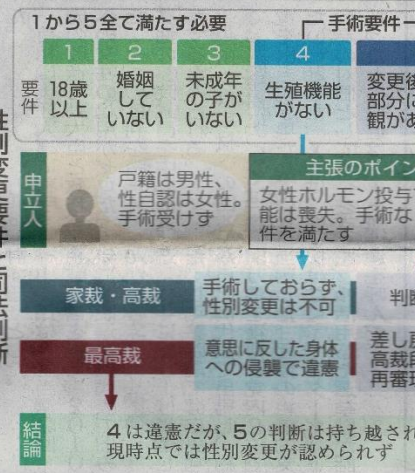 1から5全て満たす必要
手術要件
要件
1
18歳
以上
2
婚姻
して
いない
3
未成年
の子が
いない
4
生殖機能
がない
変更後
部分に
観があ
性別変更要件と司法判断
申立人
戸籍は男性、
性自認は女性。
手術受けず
主張のポイン
女性ホルモン投与
能は喪失。手術な
件を満たす
家裁・高裁
手術しておらず、
性別変更は不可
判断
最高裁
意思に反した身体
への侵襲で違憲
差し戻
高裁段
再審理
結論
4は違憲だが、5の判断は持ち越され
現時点では性別変更が認められず